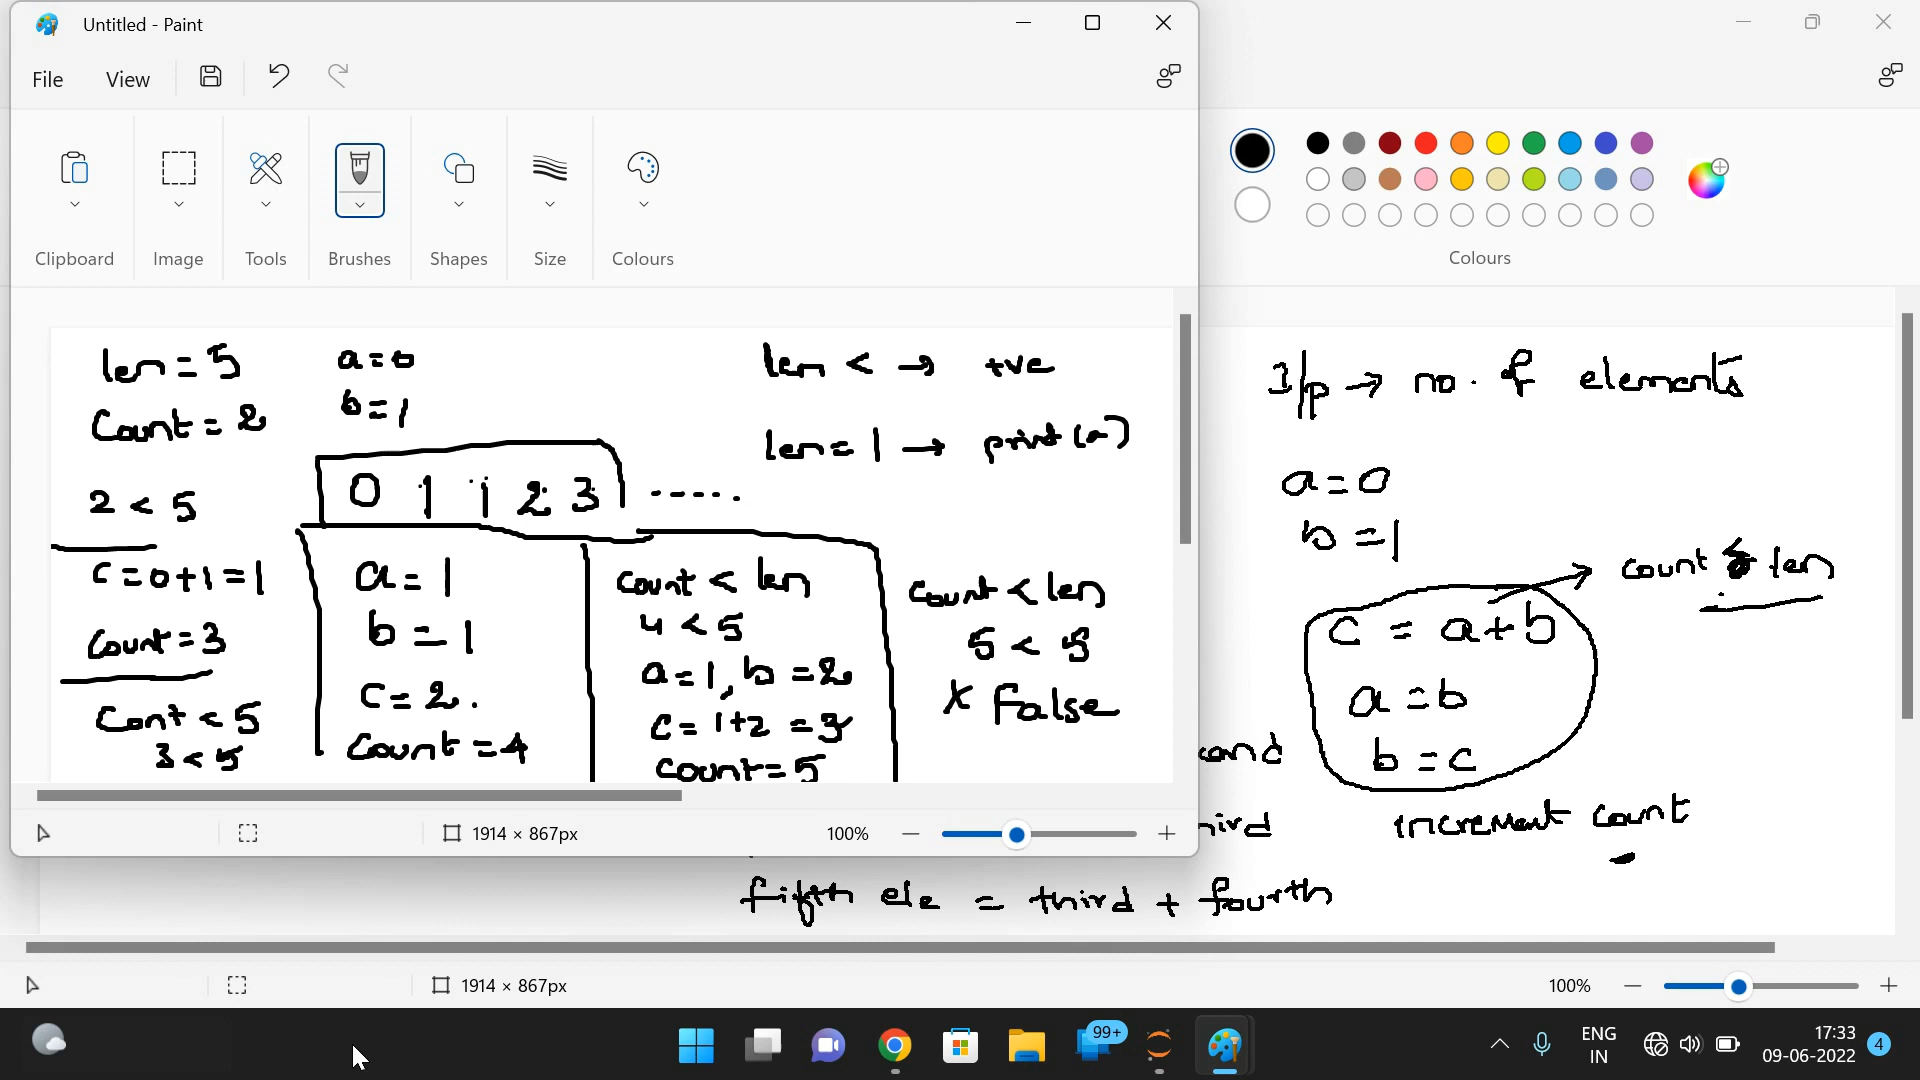 Untitled - Paint
File View
Clipboard Image Tools Brushes Shapes Size Colours
Colours
len = 5
Count = 2
2 < 5
c = 0+1 = 1
Count = 3
Cont < 5
3 < 5
a = 0
b = 1
0 1 1 2 3 .....
a = 1
b = 1
c = 2.
Count = 4
count < len
4 < 5
a = 1, b = 2
c = 1+2 = 3
count = 5
len < → +ve
len = 1 → print (a)
count < len
5 < 5
X False
1914 × 867px
100%
I/p → no. of elements
a = 0
b = 1
count < len
c = a+b
a = b
b = c
increment count
cond
hird
fifth ele = third + fourth
1914 × 867px
100%
99+
ENG
IN
17:33
09-06-2022
4